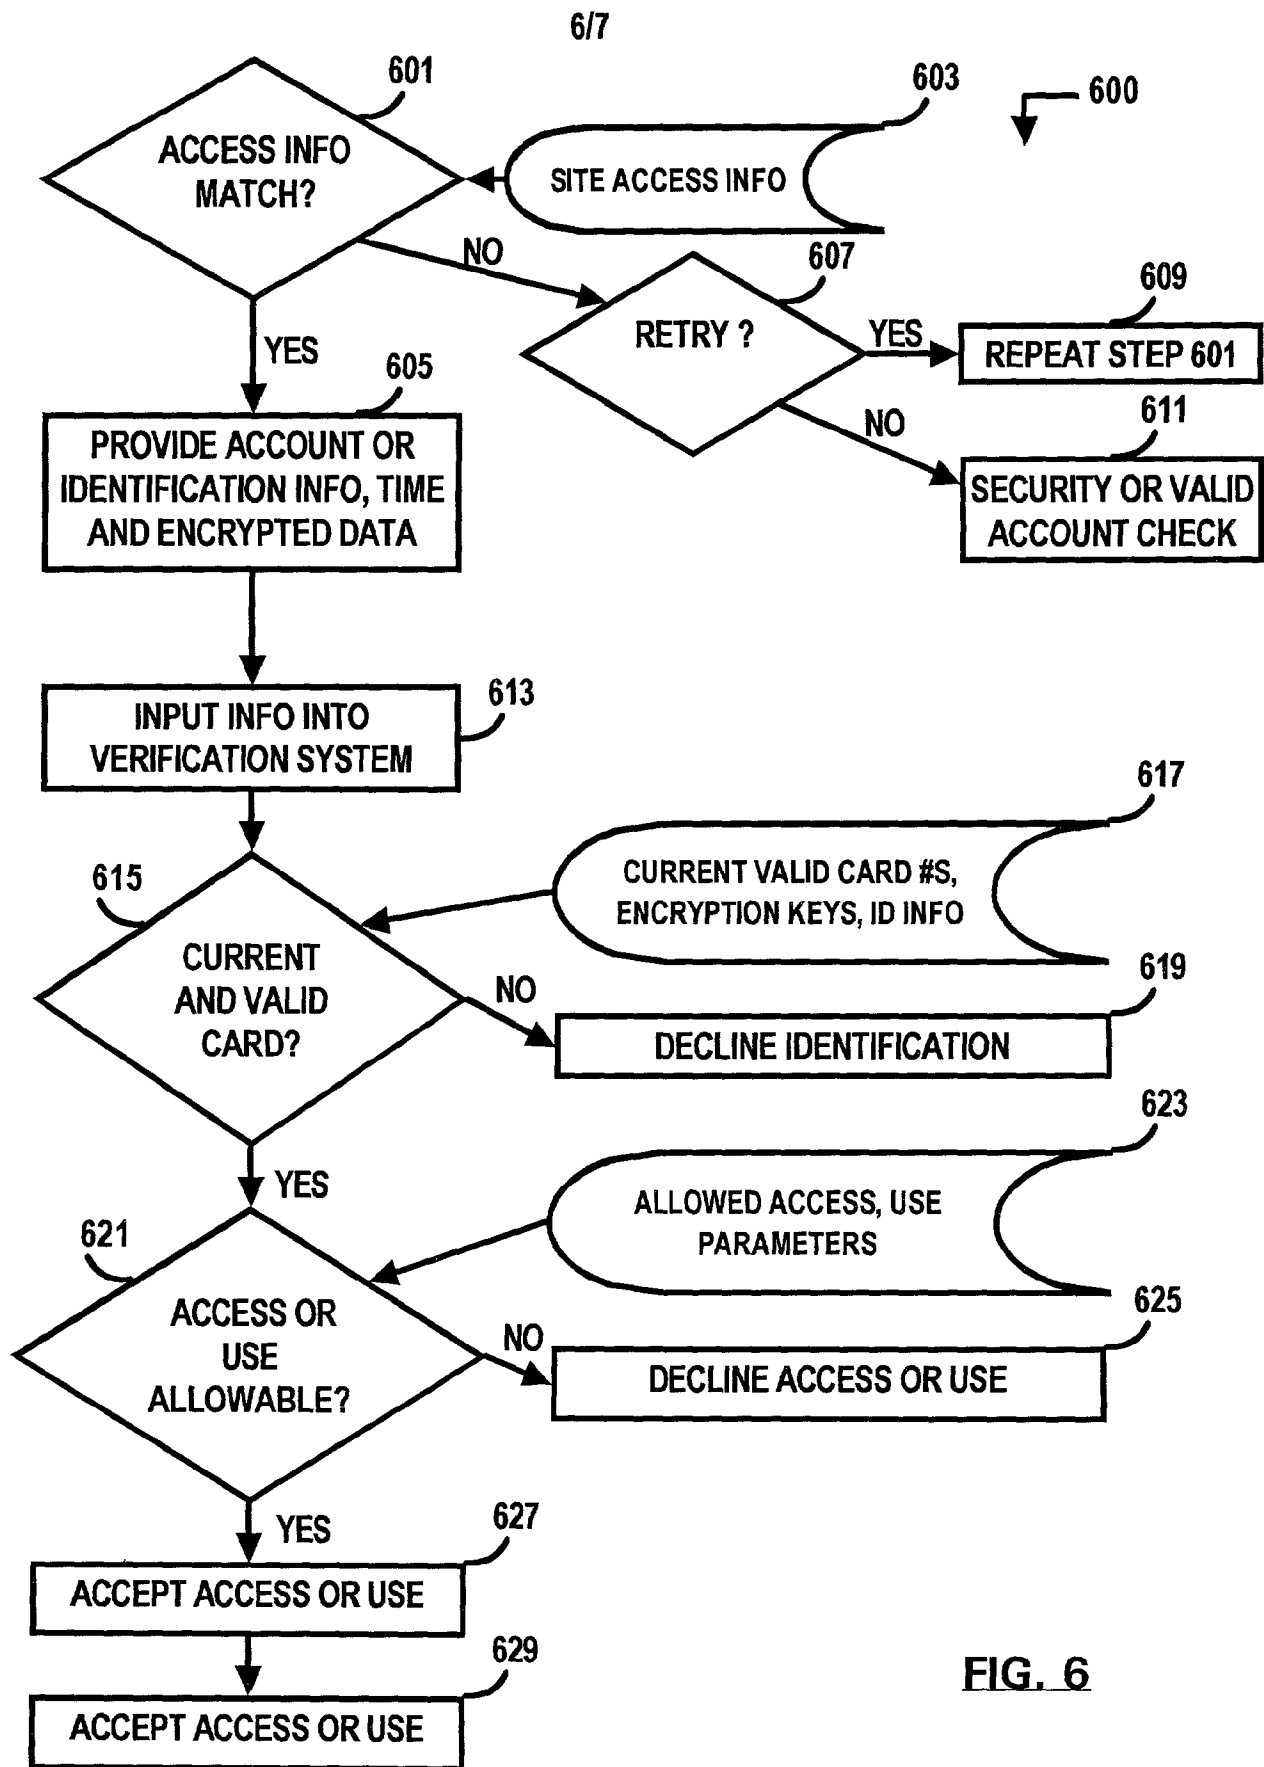 6/7
601
603
600
ACCESS INFO
MATCH?
SITE ACCESS INFO
NO
607
609
RETRY ?
YES
REPEAT STEP 601
YES
605
611
NO
PROVIDE ACCOUNT OR
IDENTIFICATION INFO, TIME
AND ENCRYPTED DATA
SECURITY OR VALID
ACCOUNT CHECK
613
INPUT INFO INTO
VERIFICATION SYSTEM
617
615
CURRENT VALID CARD #S,
ENCRYPTION KEYS, ID INFO
CURRENT
AND VALID
CARD?
619
NO
DECLINE IDENTIFICATION
623
YES
621
ALLOWED ACCESS, USE
PARAMETERS
625
ACCESS OR
USE
ALLOWABLE?
NO
DECLINE ACCESS OR USE
YES
627
ACCEPT ACCESS OR USE
629
ACCEPT ACCESS OR USE
FIG. 6